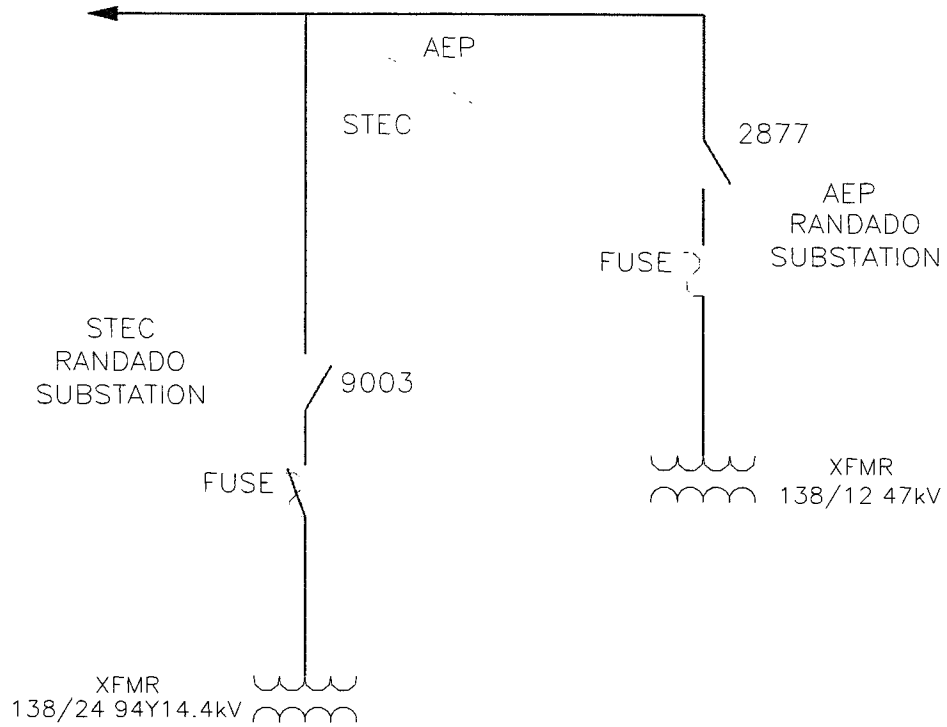 AEP
STEC
2877
AEP
RANDADO
SUBSTATION
FUSE
STEC
RANDADO
SUBSTATION
9003
FUSE
XFMR
138/12 47kV
XFMR
138/24 94Y14.4kV